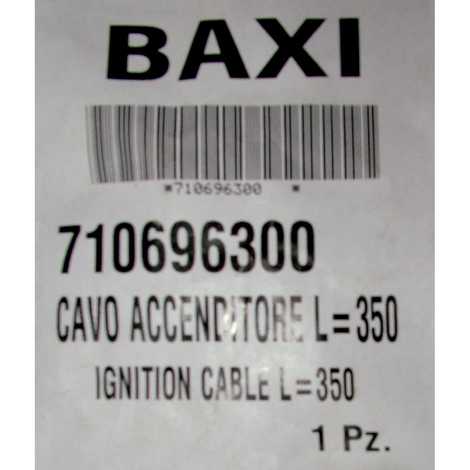 BAXI
*710696300 *
710696300
CAVO ACCENDITORE L=350
IGNITION CABLE L=350
1 Pz.